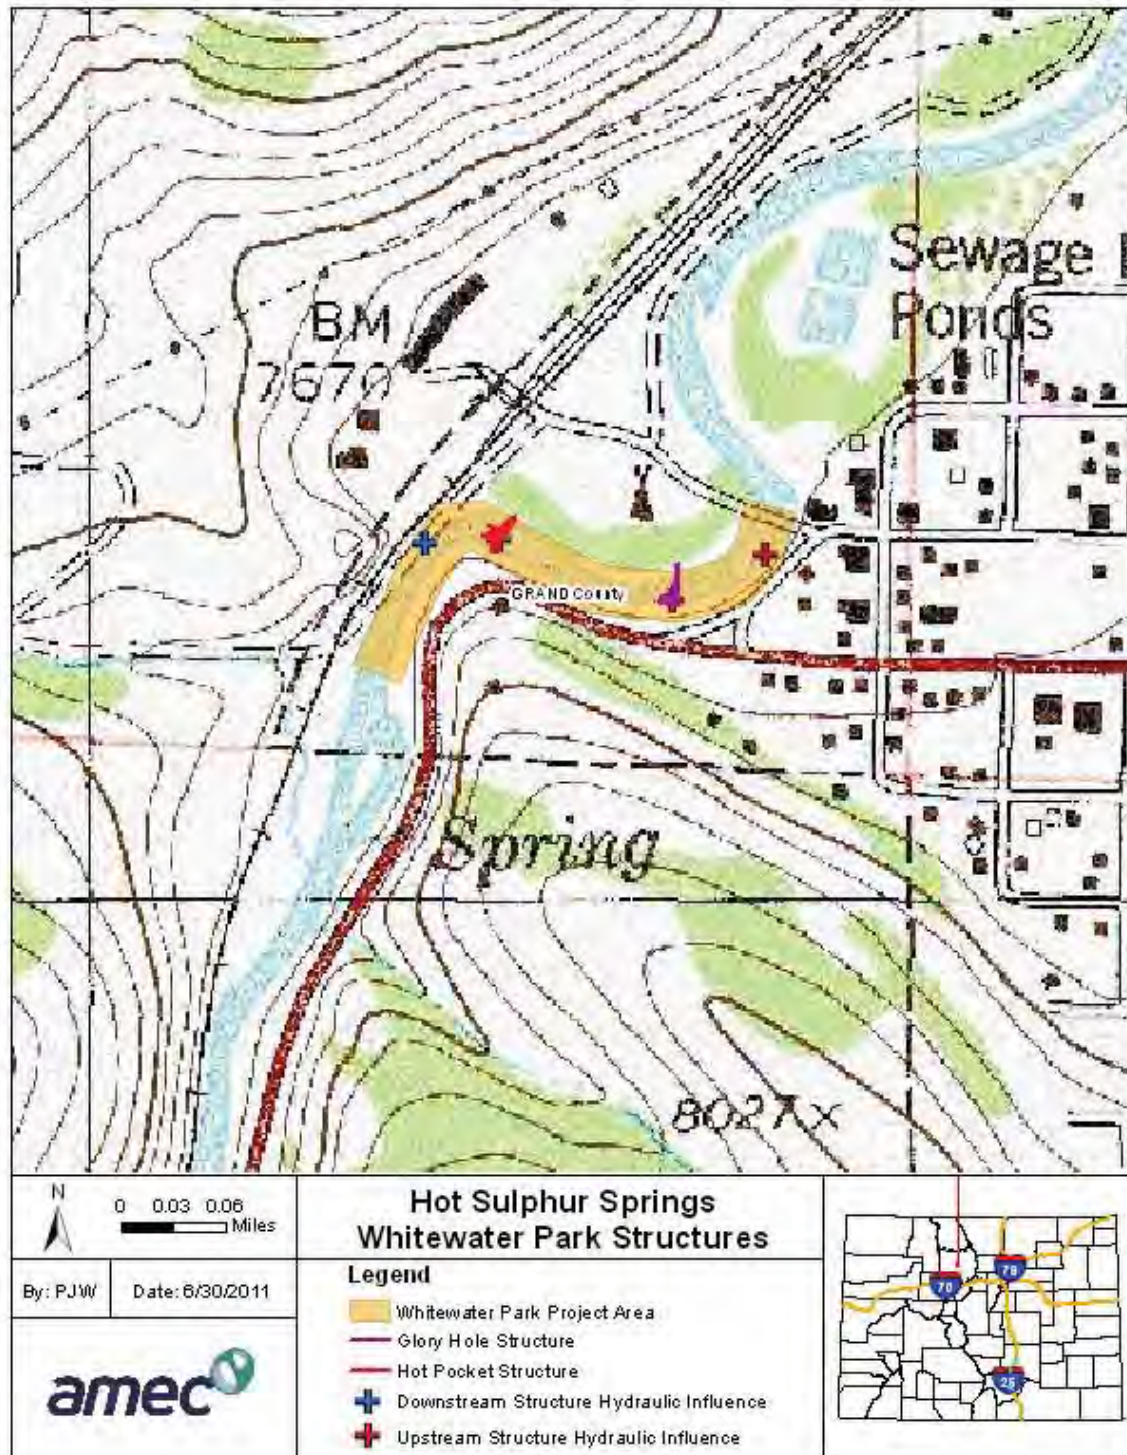 Sewage
Ponds
BM
7670
GRAND County
Spring
8027x
N
0 0.03 0.06
Miles
By: PJW
Date: 6/30/2011
amec
Hot Sulphur Springs
Whitewater Park Structures
Legend
Whitewater Park Project Area
Glory Hole Structure
Hot Pocket Structure
Downstream Structure Hydraulic Influence
Upstream Structure Hydraulic Influence
70
76
25